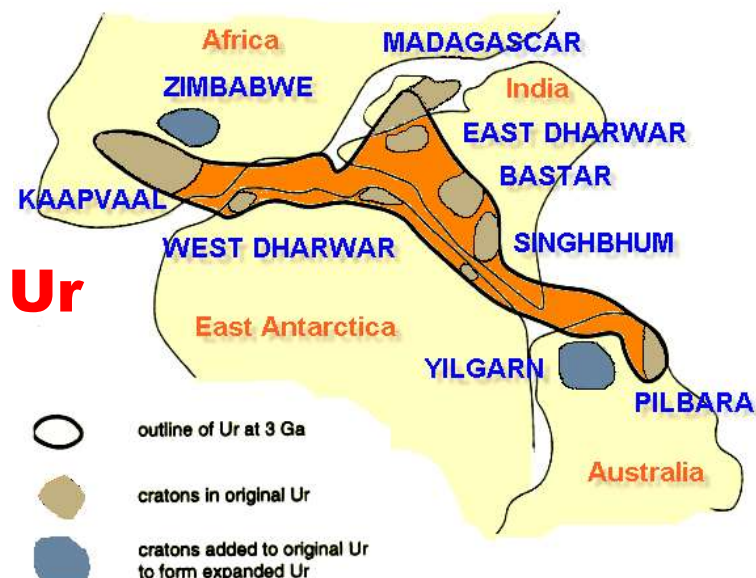 Africa
MADAGASCAR
ZIMBABWE
India
EAST DHARWAR
BASTAR
KAAPVAAL
WEST DHARWAR
SINGHBHUM
Ur
East Antarctica
YILGARN
PILBARA
Australia
outline of Ur at 3 Ga
cratons in original Ur
cratons added to original Ur
to form expanded Ur